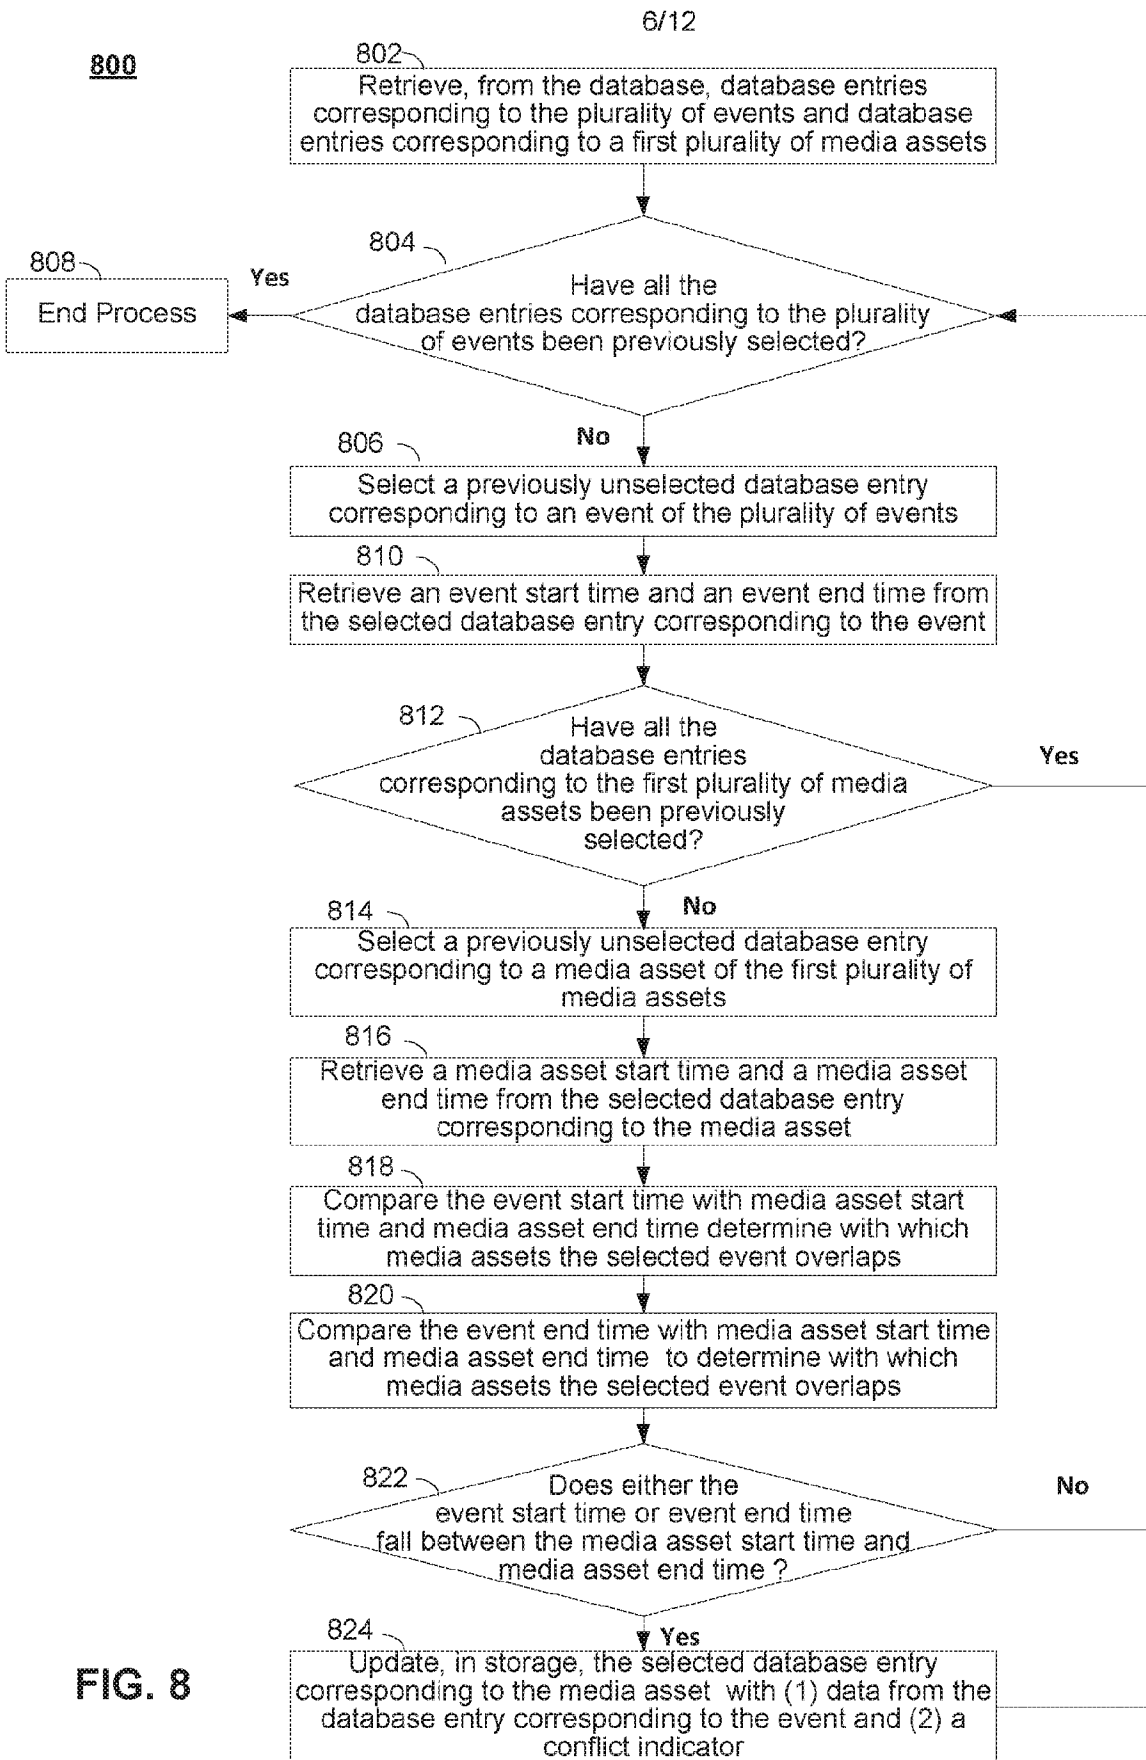 6/12
800
802
Retrieve, from the database, database entries
corresponding to the plurality of events and database
entries corresponding to a first plurality of media assets
804
Have all the
database entries corresponding to the plurality
of events been previously selected?
Yes
808
End Process
No
806
Select a previously unselected database entry
corresponding to an event of the plurality of events
810
Retrieve an event start time and an event end time from
the selected database entry corresponding to the event
812
Have all the
database entries
corresponding to the first plurality of media
assets been previously
selected?
Yes
No
814
Select a previously unselected database entry
corresponding to a media asset of the first plurality of
media assets
816
Retrieve a media asset start time and a media asset
end time from the selected database entry
corresponding to the media asset
818
Compare the event start time with media asset start
time and media asset end time determine with which
media assets the selected event overlaps
820
Compare the event end time with media asset start time
and media asset end time to determine with which
media assets the selected event overlaps
822
Does either the
event start time or event end time
fall between the media asset start time and
media asset end time ?
No
Yes
824
Update, in storage, the selected database entry
corresponding to the media asset with (1) data from the
database entry corresponding to the event and (2) a
conflict indicator
FIG. 8